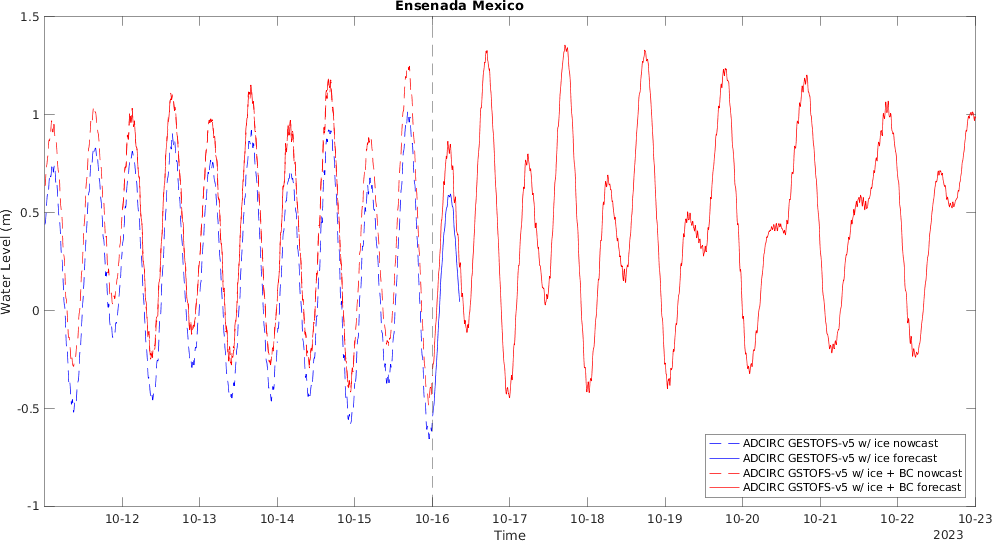 Ensenada Mexico
Water Level (m)
1.5
1
0.5
0
-0.5
-1
10-12
10-13
10-14
10-15
10-16
10-17
10-18
10-19
10-20
10-21
10-22
10-23
Time
2023
ADCIRC GESTOFS-v5 w/ ice nowcast
ADCIRC GESTOFS-v5 w/ ice forecast
ADCIRC GSTOFS-v5 w/ ice + BC nowcast
ADCIRC GSTOFS-v5 w/ ice + BC forecast